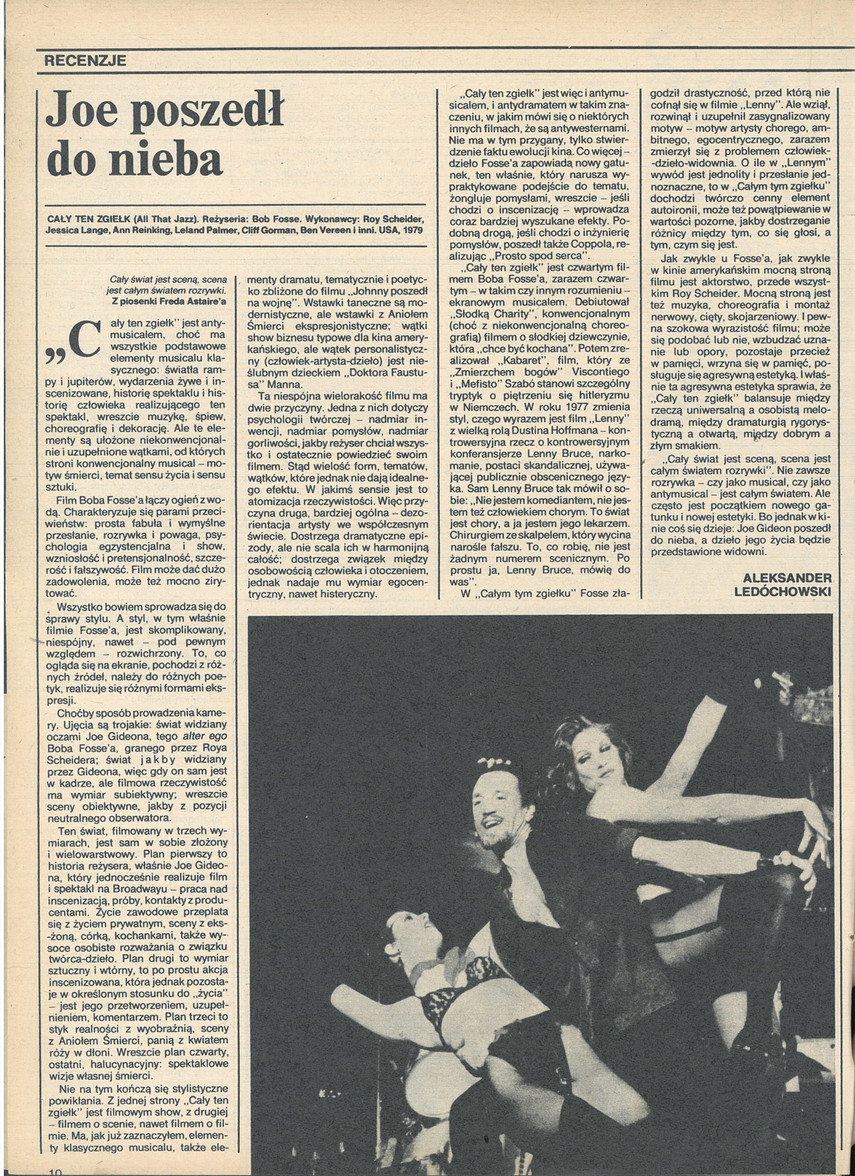 RECENZJE
Joe poszedł
do nieba
CAŁY TEN ZGIEŁK (All That Jazz). Reżyseria: Bob Fosse. Wykonawcy: Roy Scheider,
Jessica Lange, Ann Reinking, Leland Palmer, Cliff Gorman, Ben Vereen i inni. USA, 1979
Cały świat jest sceną, scena
jest całym światem rozrywki.
Z piosenki Freda Astaire'a
„Cały ten zgiełk" jest anty-
musicalem, choć ma
wszystkie podstawowe
elementy musicalu kla-
sycznego: światła ram-
py i jupiterów, wydarzenia żywe i in-
scenizowane, historię spektaklu i his-
torię człowieka realizującego ten
spektakl, wreszcie muzykę, śpiew,
choreografię i dekorację. Ale te ele-
menty są ułożone niekonwencjonal-
nie i uzupełnione wątkami, od których
stroni konwencjonalny musical – mo-
tyw śmierci, temat sensu życia i sensu
sztuki.
Film Boba Fosse'a łączy ogień z wo-
dą. Charakteryzuje się parami przeci-
wieństw: prosta fabuła i wymyślne
przesłanie, rozrywka i powaga, psy-
chologia egzystencjalna i show,
wzniosłość i pretensjonalność, szcze-
rość i fałszywość. Film może dać dużo
zadowolenia, może też mocno ziry-
tować.
Wszystko bowiem sprowadza się do
sprawy stylu. A styl, w tym właśnie
filmie Fosse'a, jest skomplikowany,
niespójny, nawet – pod pewnym
względem – rozwichrzony. To, co
ogląda się na ekranie, pochodzi z róż-
nych źródeł, należy do różnych poe-
tyk, realizuje się różnymi formami eks-
presji.
Choćby sposób prowadzenia kame-
ry. Ujęcia są trojakie: świat widziany
oczami Joe Gideona, tego alter ego
Boba Fosse'a, granego przez Roya
Scheidera; świat jakby widziany
przez Gideona, więc gdy on sam jest
w kadrze, ale filmowa rzeczywistość
ma wymiar subiektywny; wreszcie
sceny obiektywne, jakby z pozycji
neutralnego obserwatora.
Ten świat, filmowany w trzech wy-
miarach, jest sam w sobie złożony
i wielowarstwowy. Plan pierwszy to
historia reżysera, właśnie Joe Gideo-
na, który jednocześnie realizuje film
i spektakl na Broadwayu – praca nad
inscenizacją, próby, kontakty z produ-
centami. Życie zawodowe przeplata
się z życiem prywatnym, sceny z eks-
-żoną, córką, kochankami, także wy-
soce osobiste rozważania o związku
twórca-dzieło. Plan drugi to wymiar
sztuczny i wtórny, to po prostu akcja
inscenizowana, która jednak pozosta-
je w określonym stosunku do „życia"
– jest jego przetworzeniem, uzupeł-
nieniem, komentarzem. Plan trzeci to
styk realności z wyobraźnią, sceny
z Aniołem Śmierci, panią z kwiatem
róży w dłoni. Wreszcie plan czwarty,
ostatni, halucynacyjny: spektaklowe
wizje własnej śmierci.
Nie na tym kończą się stylistyczne
powikłania. Z jednej strony „Cały ten
zgiełk" jest filmowym show, z drugiej
– filmem o scenie, nawet filmem o fil-
mie. Ma, jak już zaznaczyłem, elemen-
ty klasycznego musicalu, także ele-
menty dramatu, tematycznie i poetyc-
ko zbliżone do filmu „Johnny poszedł
na wojnę". Wstawki taneczne są mo-
dernistyczne, ale wstawki z Aniołem
Śmierci ekspresjonistyczne; wątki
show biznesu typowe dla kina amery-
kańskiego, ale wątek personalistycz-
ny (człowiek-artysta-dzieło) jest nie-
ślubnym dzieckiem „Doktora Faustu-
sa" Manna.
Ta niespójna wielorakość filmu ma
dwie przyczyny. Jedna z nich dotyczy
psychologii twórczej – nadmiar in-
wencji, nadmiar pomysłów, nadmiar
gorliwości, jakby reżyser chciał wszys-
tko i ostatecznie powiedzieć swoim
filmem. Stąd wielość form, tematów,
wątków, które jednak nie dają idealne-
go efektu. W jakimś sensie jest to
atomizacja rzeczywistości. Więc przy-
czyna druga, bardziej ogólna – dezo-
rientacja artysty we współczesnym
świecie. Dostrzega dramatyczne epi-
zody, ale nie scala ich w harmonijną
całość; dostrzega związek między
osobowością człowieka i otoczeniem,
jednak nadaje mu wymiar egocen-
tryczny, nawet histeryczny.
„Cały ten zgiełk" jest więc i antymu-
sicalem, i antydramatem w takim zna-
czeniu, w jakim mówi się o niektórych
innych filmach, że są antywesternami.
Nie ma w tym przygany, tylko stwier-
dzenie faktu ewolucji kina. Co więcej –
dzieło Fosse'a zapowiada nowy gatu-
nek, ten właśnie, który narusza wy-
praktykowane podejście do tematu,
żongluje pomysłami, wreszcie – jeśli
chodzi o inscenizację – wprowadza
coraz bardziej wyszukane efekty. Po-
dobną drogą, jeśli chodzi o inżynierię
pomysłów, poszedł także Coppola, re-
alizując „Prosto spod serca".
„Cały ten zgiełk" jest czwartym fil-
mem Boba Fosse'a, zarazem czwar-
tym – w takim czy innym rozumieniu –
ekranowym musicalem. Debiutował
„Słodką Charity", konwencjonalnym
(choć z niekonwencjonalną choreo-
grafią) filmem o słodkiej dziewczynie,
która „chce być kochana". Potem zre-
alizował „Kabaret", film, który ze
„Zmierzchem bogów" Viscontiego
i „Mefisto" Szabó stanowi szczególny
tryptyk o piętrzeniu się hitleryzmu
w Niemczech. W roku 1977 zmienia
styl, czego wyrazem jest film „Lenny"
z wielką rolą Dustina Hoffmana – kon-
trowersyjna rzecz o kontrowersyjnym
konferansjerze Lenny Bruce, narko-
manie, postaci skandalicznej, używa-
jącej publicznie obscenicznego języ-
ka. Sam Lenny Bruce tak mówił o so-
bie: „Nie jestem komediantem, nie jes-
tem też człowiekiem chorym. To świat
jest chory, a ja jestem jego lekarzem.
Chirurgiem ze skalpelem, który wycina
narośle fałszu. To, co robię, nie jest
żadnym numerem scenicznym. Po
prostu ja, Lenny Bruce, mówię do
was".
W „Całym tym zgiełku" Fosse zła-
godził drastyczność, przed którą nie
cofnął się w filmie „Lenny". Ale wziął,
rozwinął i uzupełnił zasygnalizowany
motyw – motyw artysty chorego, am-
bitnego, egocentrycznego, zarazem
zmierzył się z problemem człowiek-
-dzieło-widownia. O ile w „Lennym"
wywód jest jednolity i przesłanie jed-
noznaczne, to w „Całym tym zgiełku"
dochodzi twórczo cenny element
autoironii, może też powątpiewanie w
wartości pozorne, jakby dostrzeganie
różnicy między tym, co się głosi, a
tym, czym się jest.
Jak zwykle u Fosse'a, jak zwykle
w kinie amerykańskim mocną stroną
filmu jest aktorstwo, przede wszyst-
kim Roy Scheider. Mocną stroną jest
też muzyka, choreografia i montaż
nerwowy, cięty, skojarzeniowy. I pew-
na szokowa wyrazistość filmu; może
się podobać lub nie, wzbudzać uzna-
nie lub opory, pozostaje przecież
w pamięci, wrzyna się w pamięć, po-
sługuje się agresywną estetyką. I właś-
nie ta agresywna estetyka sprawia, że
„Cały ten zgiełk" balansuje między
rzeczą uniwersalną a osobistą melo-
dramą, między dramaturgią rygorys-
tyczną a otwartą, między dobrym a
złym smakiem.
„Cały świat jest sceną, scena jest
całym światem rozrywki". Nie zawsze
rozrywka – czy jako musical, czy jako
antymusical – jest całym światem. Ale
często jest początkiem nowego ga-
tunku i nowej estetyki. Bo jednak w ki-
nie coś się dzieje: Joe Gideon poszedł
do nieba, a dzieło jego życia będzie
przedstawione widowni.
ALEKSANDER
LEDÓCHOWSKI
10